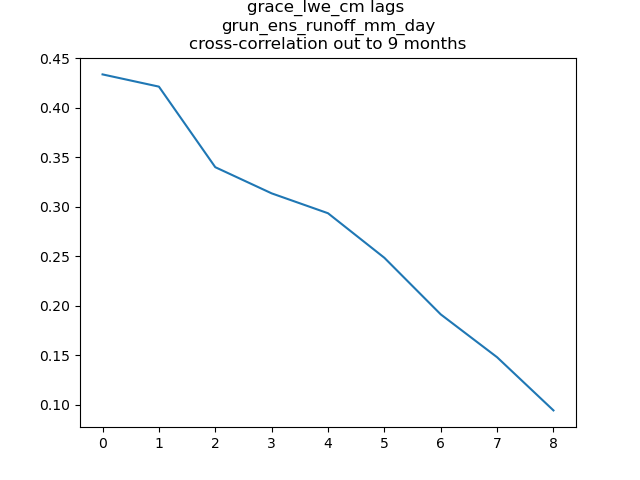 grace_lwe_cm lags
grun_ens_runoff_mm_day
cross-correlation out to 9 months
0.45
0.40
0.35
0.30
0.25
0.20
0.15
0.10
0 1 2 3 4 5 6 7 8